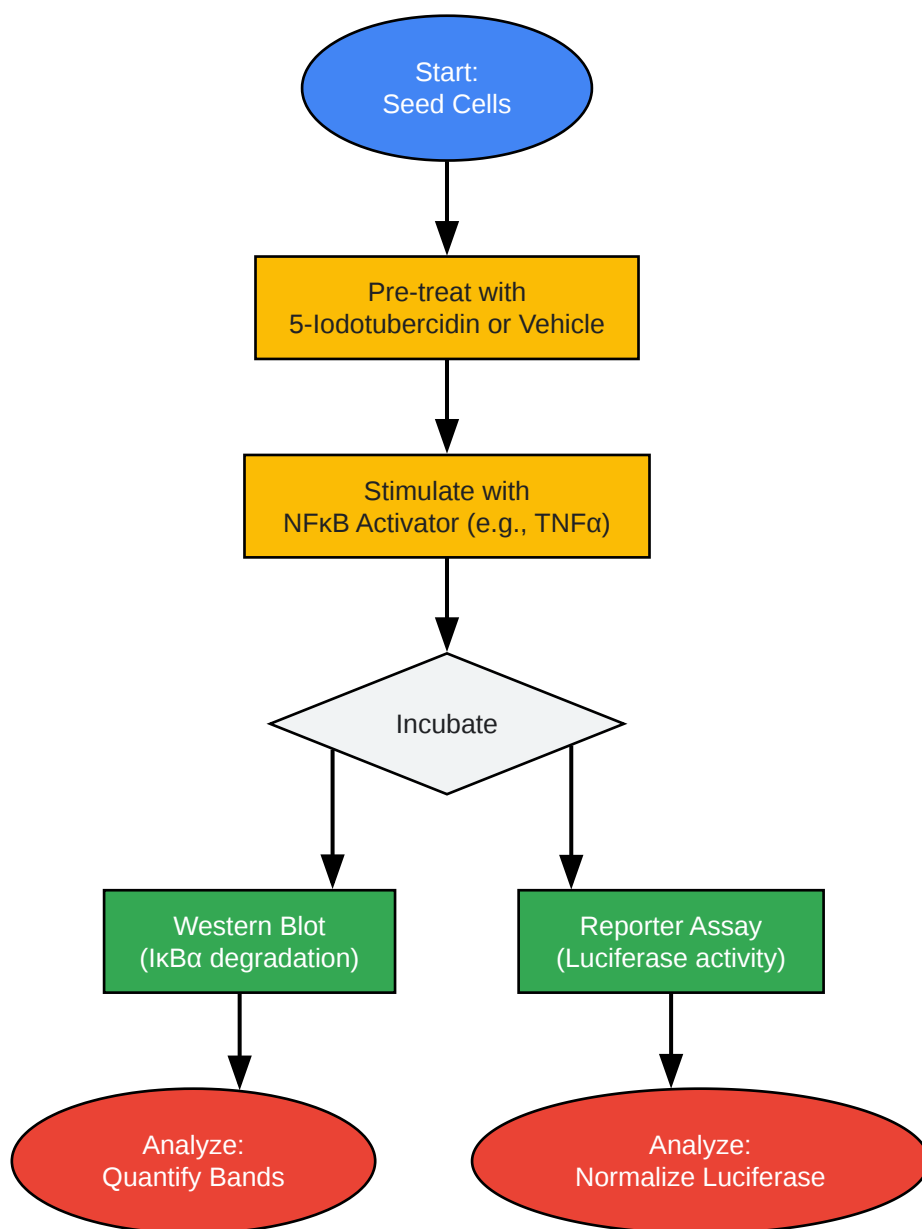 Start:
Seed Cells
Pre-treat with
5-Iodotubercidin or Vehicle
Stimulate with
NFκB Activator (e.g., TNFα)
Incubate
Western Blot
(IκBα degradation)
Reporter Assay
(Luciferase activity)
Analyze:
Quantify Bands
Analyze:
Normalize Luciferase